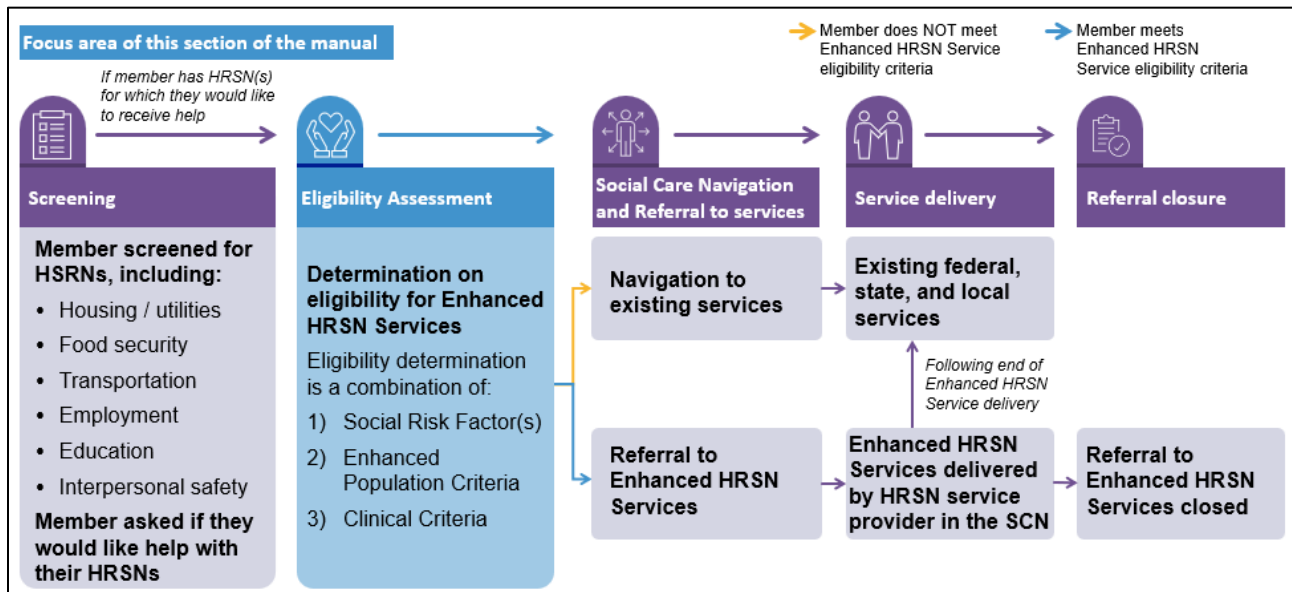 Focus area of this section of the manual
If member has HRSN(s)
for which they would like
to receive help
Member does NOT meet
Enhanced HRSN Service
eligibility criteria
Member meets
Enhanced HRSN
Service eligibility criteria
Screening
Eligibility Assessment
Social Care Navigation
and Referral to services
Service delivery
Referral closure
Member screened for
HSRNs, including:
• Housing / utilities
• Food security
• Transportation
• Employment
• Education
• Interpersonal safety
Member asked if they
would like help with
their HRSNs
Determination on
eligibility for Enhanced
HRSN Services
Eligibility determination
is a combination of:
1) Social Risk Factor(s)
2) Enhanced
Population Criteria
3) Clinical Criteria
Navigation to
existing services
Existing federal,
state, and local
services
Following end of
Enhanced HRSN
Service delivery
Referral to
Enhanced HRSN
Services
Enhanced HRSN
Services delivered
by HRSN service
provider in the SCN
Referral to
Enhanced HRSN
Services closed